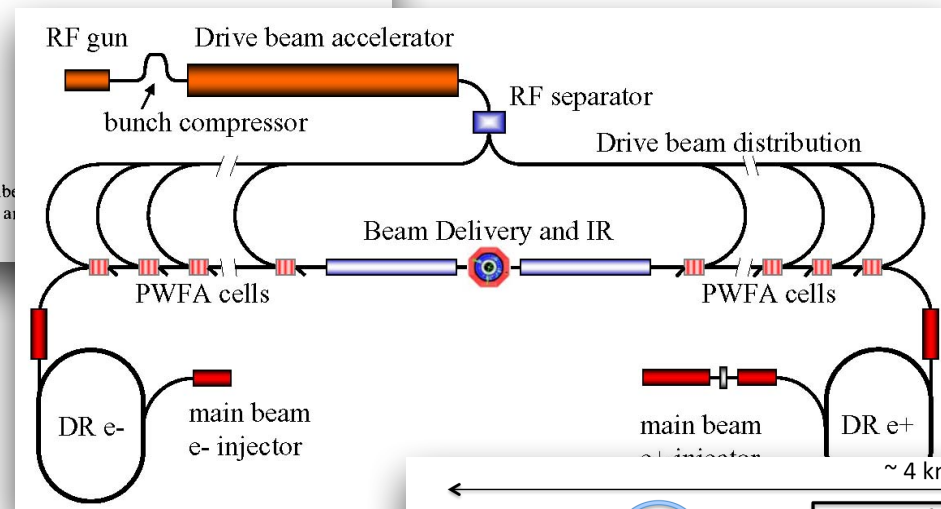 RF gun
Drive beam accelerator
RF separator
bunch compressor
Drive beam distribution
Beam Delivery and IR
PWFA cells
PWFA cells
DR e-
main beam
e- injector
main beam
DR e+
~ 4